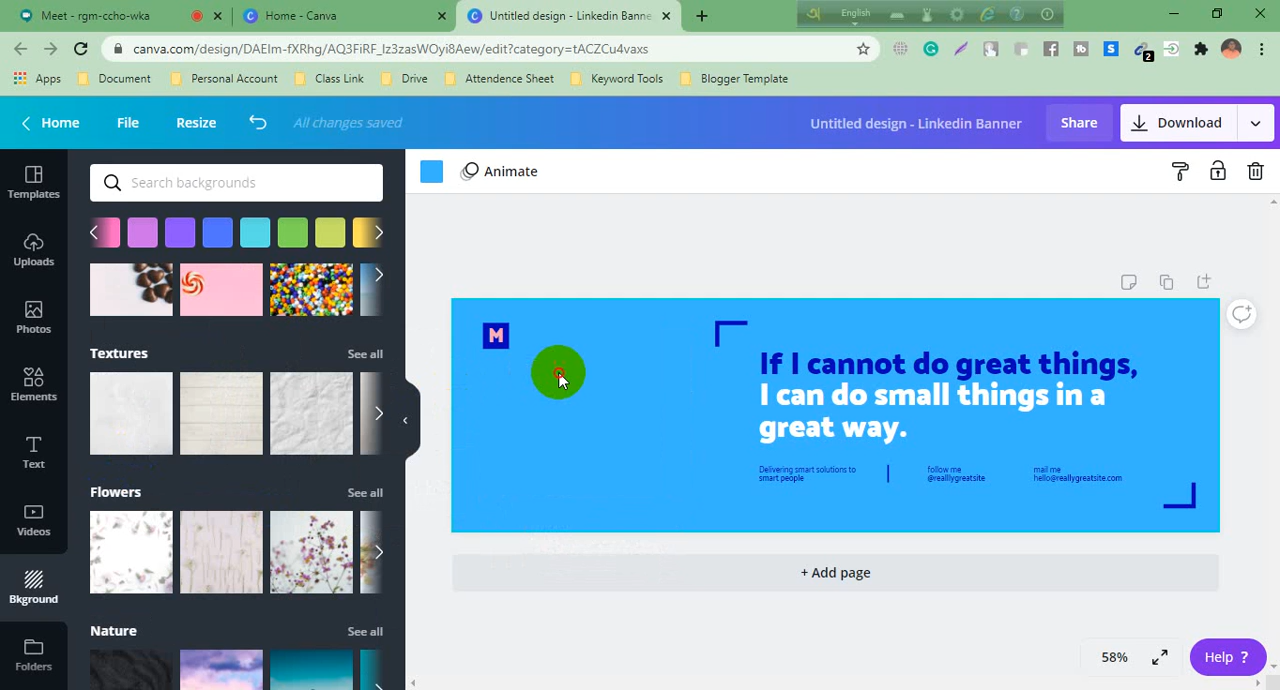 Meet - rgm-ccho-wka
Home - Canva
Untitled design - Linkedin Banne
English
canva.com/design/DAEIm-fXRhg/AQ3FiRF_Iz3zasWOyi8Aew/edit?category=tACZCu4vaxs
2
Apps
Document
Personal Account
Class Link
Drive
Attendence Sheet
Keyword Tools
Blogger Template
Home
File
Resize
All changes saved
Untitled design - Linkedin Banner
Share
Download
Templates
Uploads
Photos
Elements
Text
Videos
Bkground
Folders
Search backgrounds
Textures
See all
Flowers
See all
Nature
See all
Animate
M
If I cannot do great things,
I can do small things in a
great way.
Delivering smart solutions to
smart people
follow me
@reallygreatsite
mail me
hello@reallygreatsite.com
+ Add page
58%
Help ?